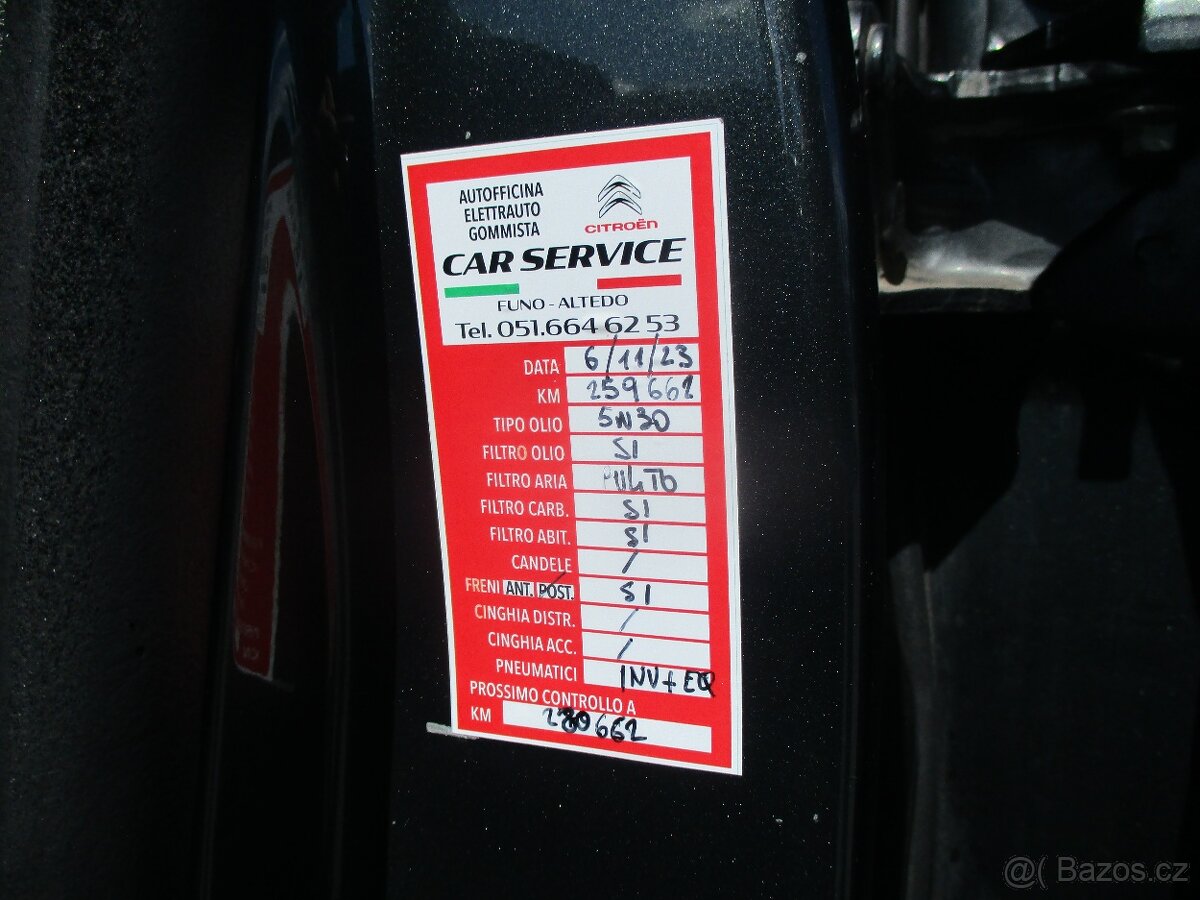 AUTOFFICINA
ELETTRAUTO
GOMMISTA
CITROËN
CAR SERVICE
FUNO - ALTEDO
Tel. 051.664 62 53
DATA 6/11/23
KM 259662
TIPO OLIO 5W30
FILTRO OLIO SI
FILTRO ARIA PULITO
FILTRO CARB. SI
FILTRO ABIT. SI
CANDELE /
FRENI ANT. POST. SI
CINGHIA DISTR. /
CINGHIA ACC. /
PNEUMATICI INV+EQ
PROSSIMO CONTROLLO A
KM 280662
@( Bazos.cz